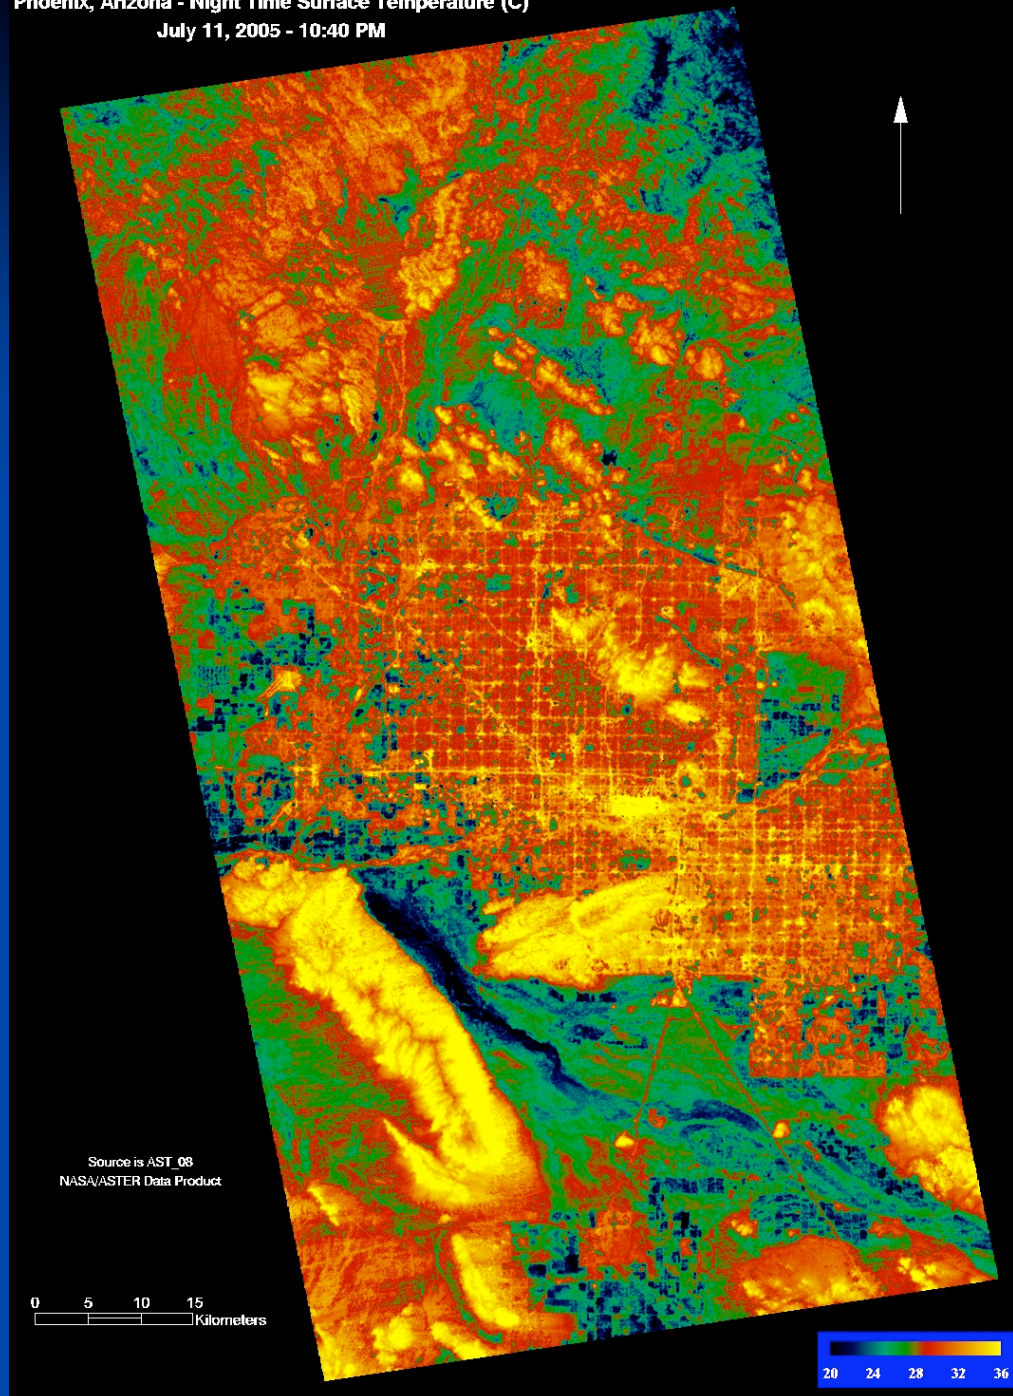 Phoenix, Arizona - Night Time Surface Temperature (C)
July 11, 2005 - 10:40 PM
Source is AST_08
NASA/ASTER Data Product
0 5 10 15
Kilometers
20 24 28 32 36